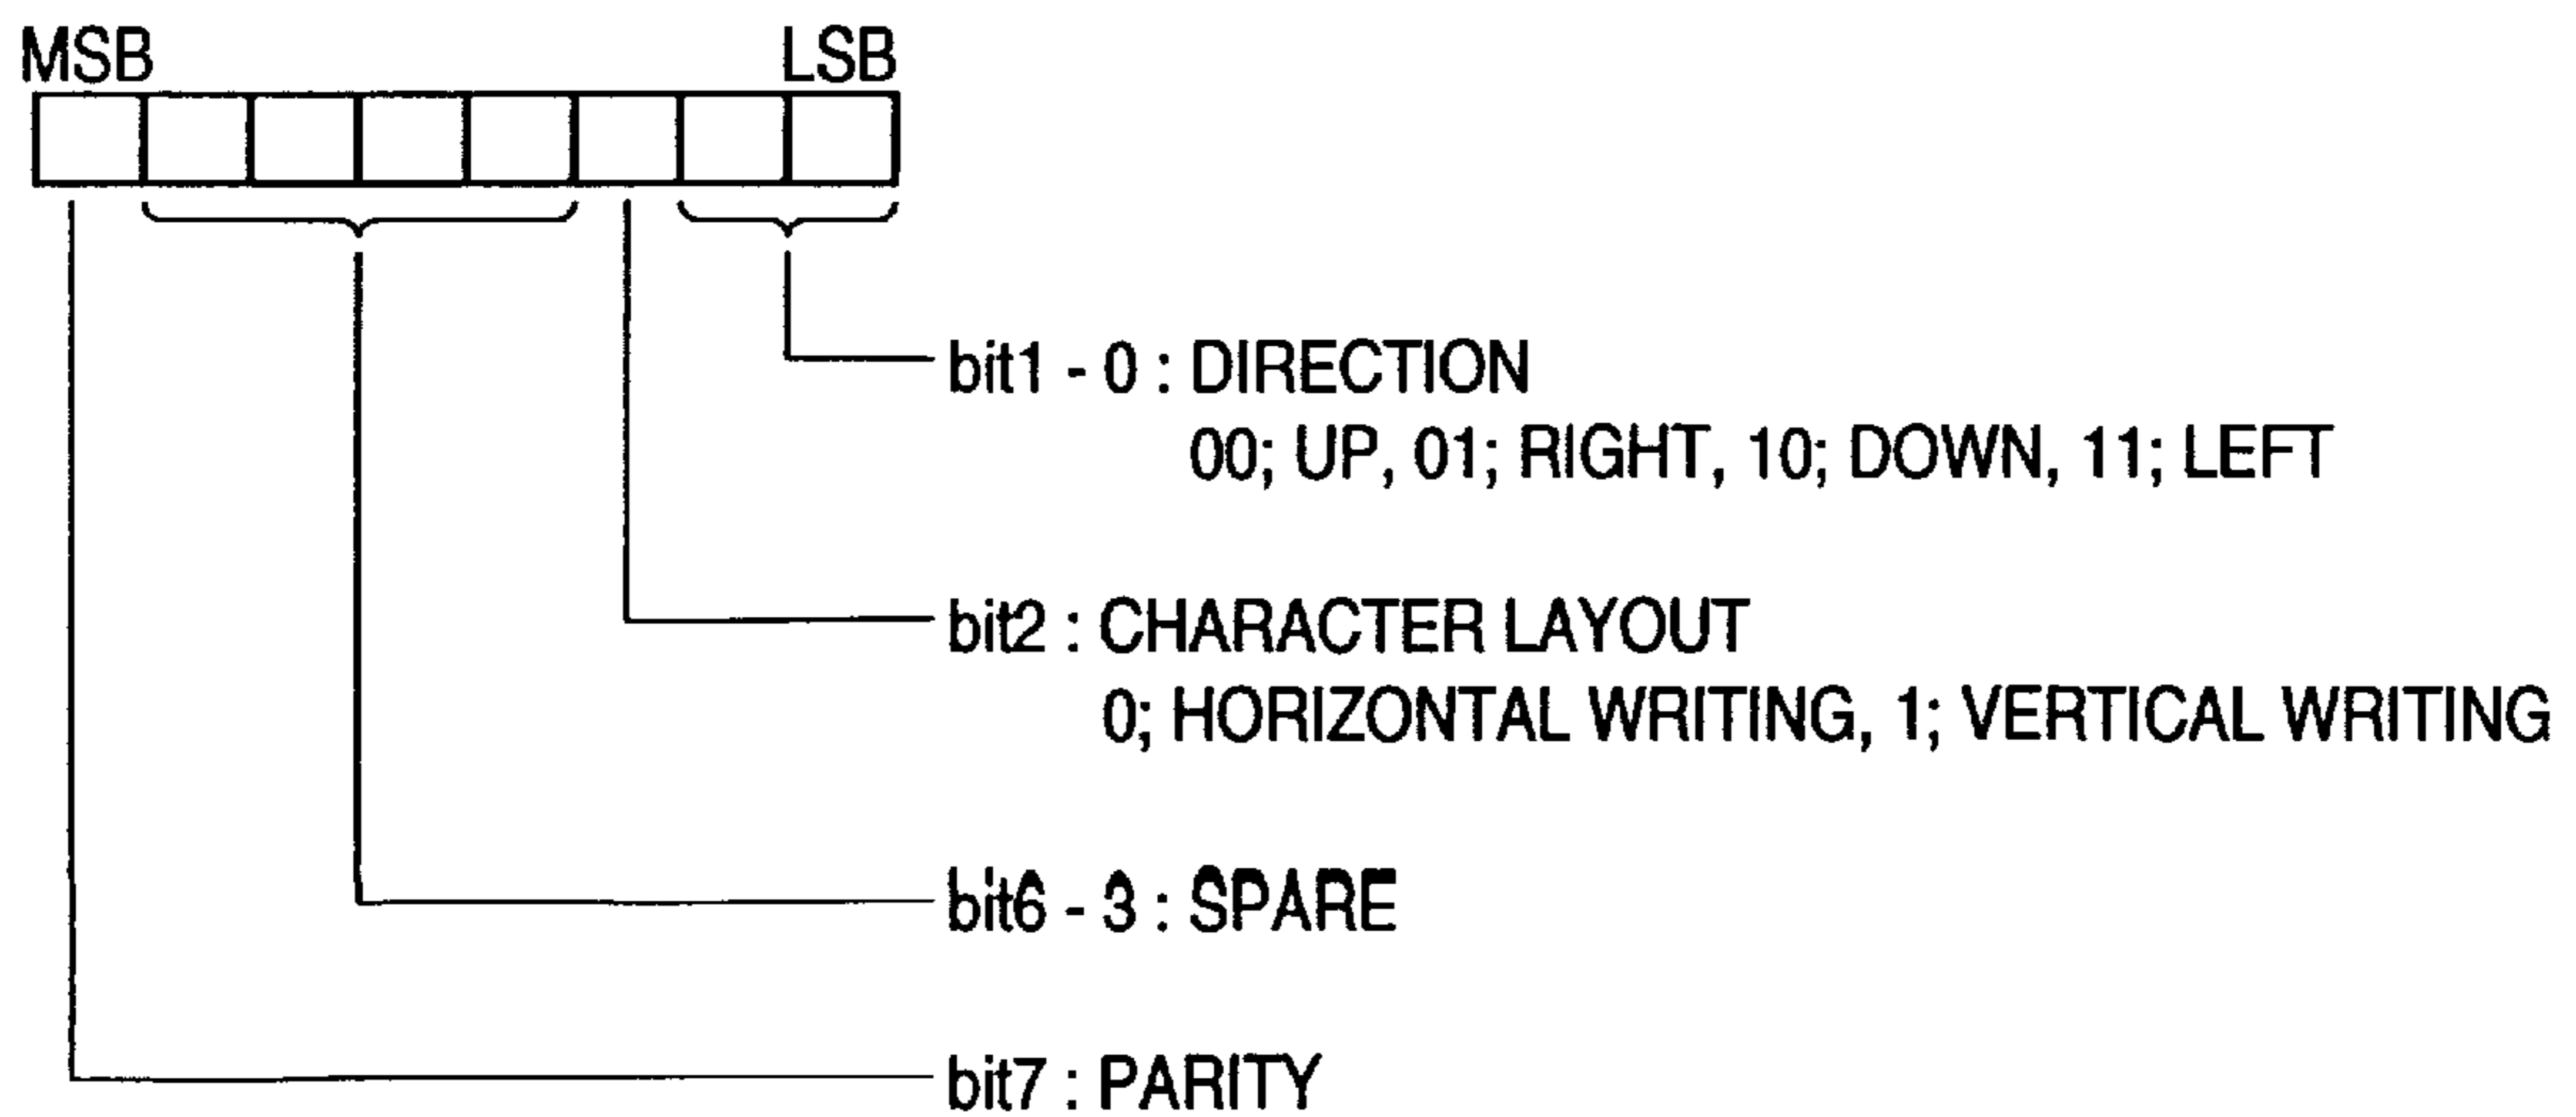 MSB LSB
bit1 - 0 : DIRECTION
00; UP, 01; RIGHT, 10; DOWN, 11; LEFT
bit2 : CHARACTER LAYOUT
0; HORIZONTAL WRITING, 1; VERTICAL WRITING
bit6 - 3 : SPARE
bit7 : PARITY